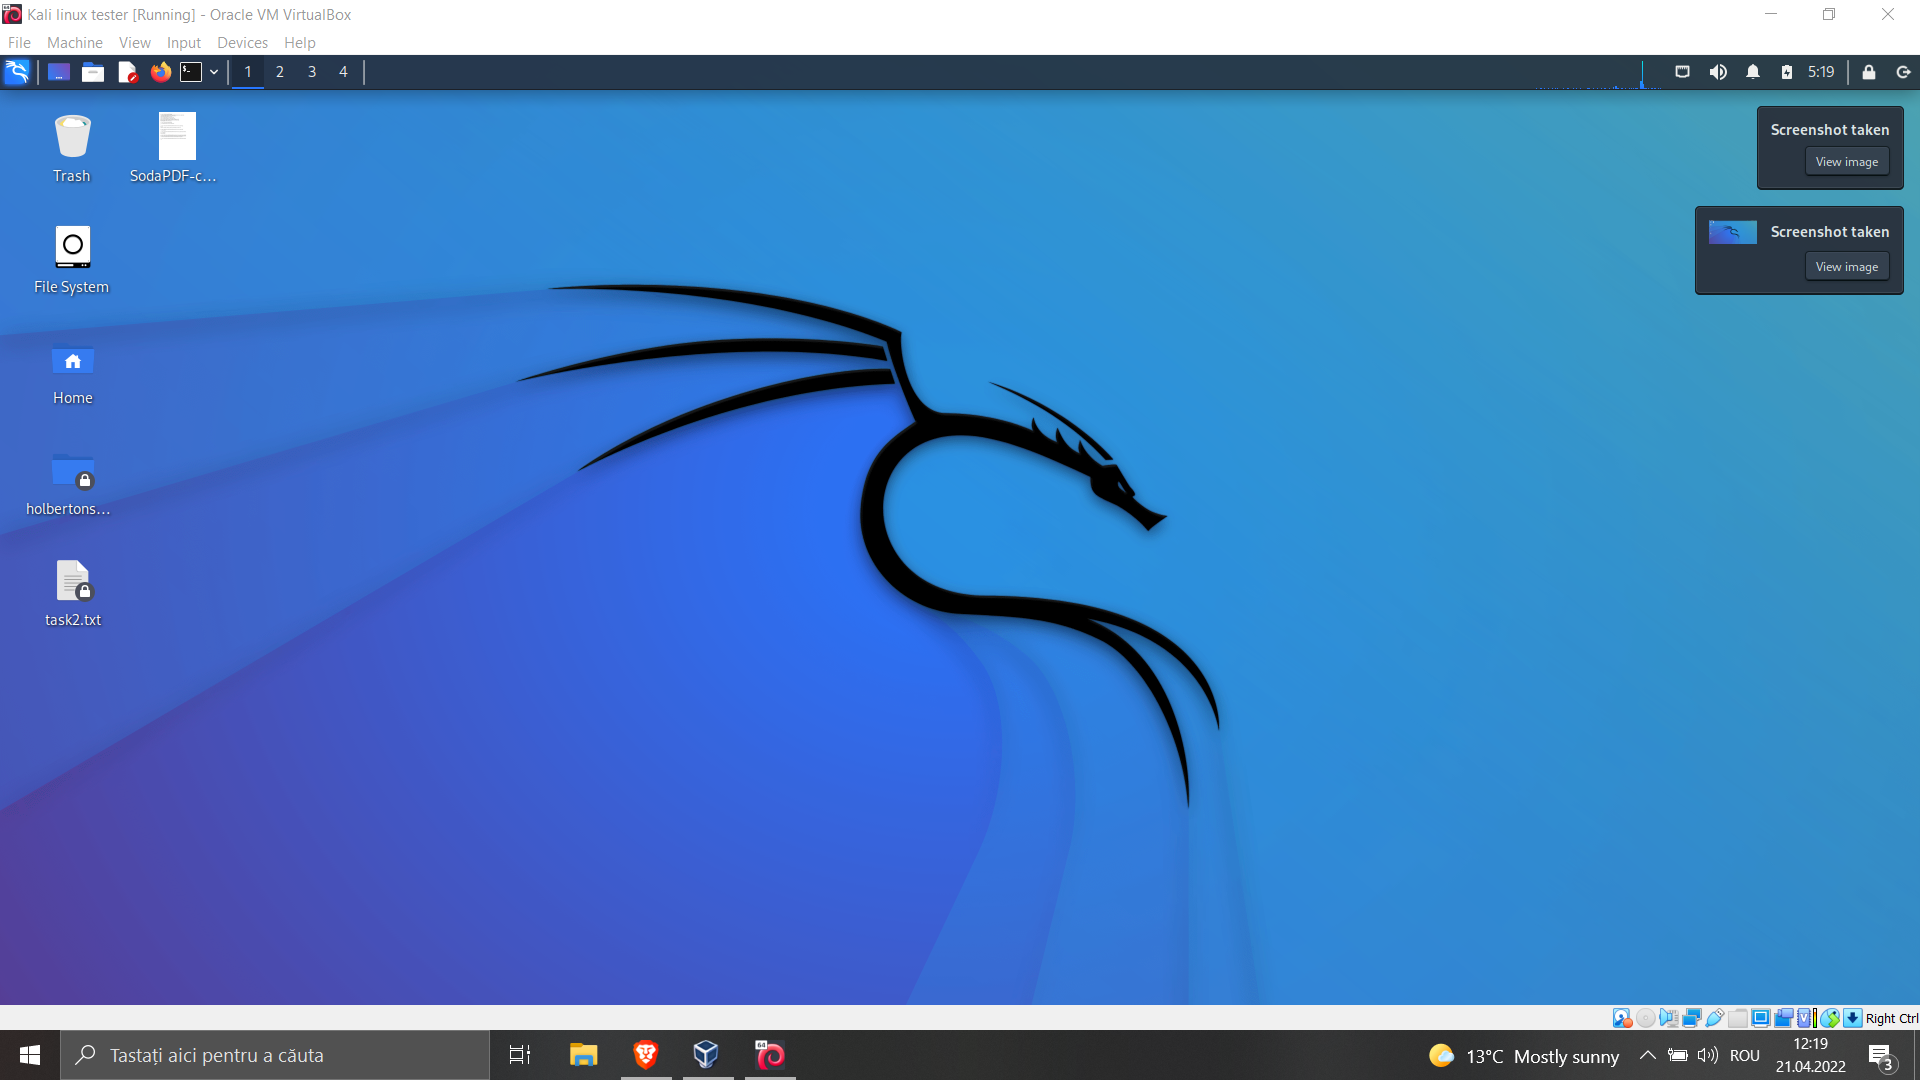 Kali linux tester [Running] - Oracle VM VirtualBox
File Machine View Input Devices Help
1 2 3 4
5:19
Trash
SodaPDF-c...
File System
Home
holbertons...
task2.txt
Screenshot taken
View image
Screenshot taken
View image
Right Ctrl
Tastați aici pentru a căuta
64
13°C Mostly sunny
ROU
12:19
21.04.2022
3